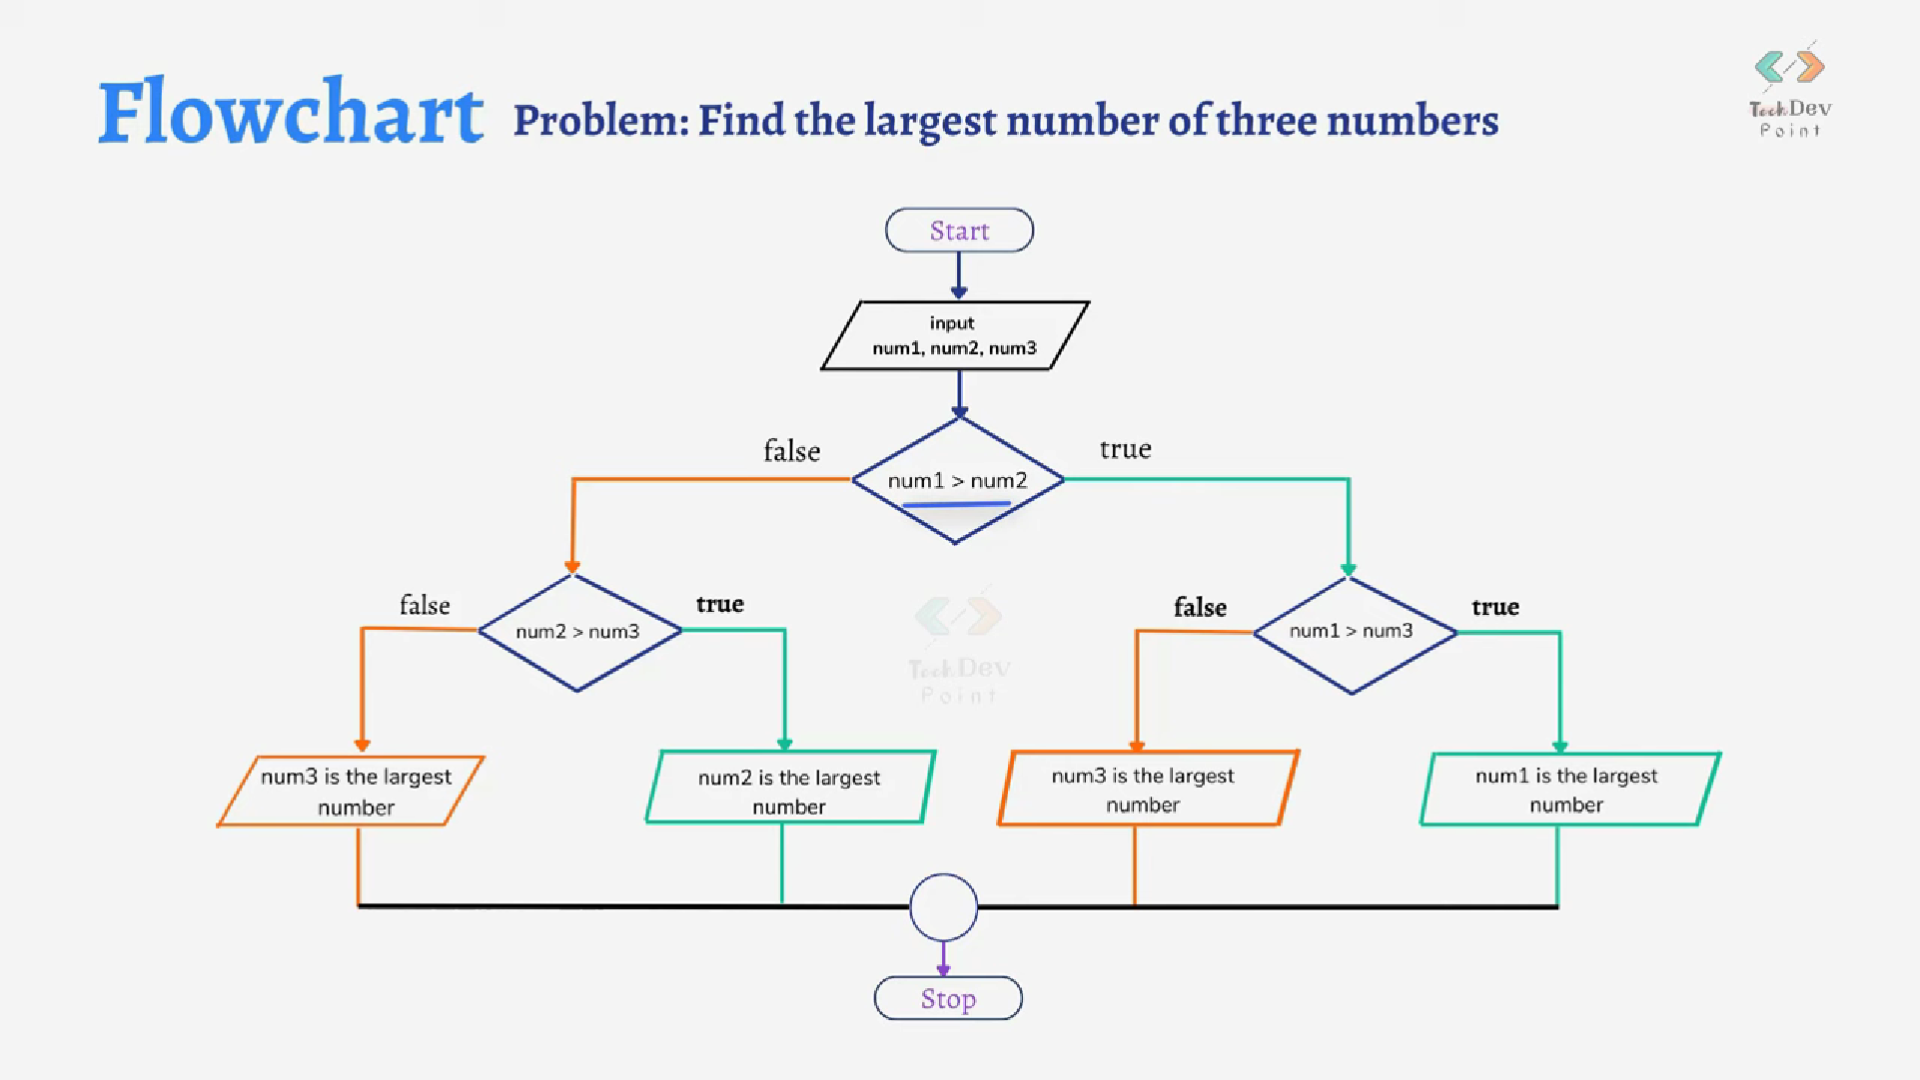 Flowchart Problem: Find the largest number of three numbers
TechDev
Point
Start
input
num1, num2, num3
false
true
num1 > num2
false
true
false
true
num2 > num3
num1 > num3
TechDev
Point
num3 is the largest
number
num2 is the largest
number
num3 is the largest
number
num1 is the largest
number
Stop